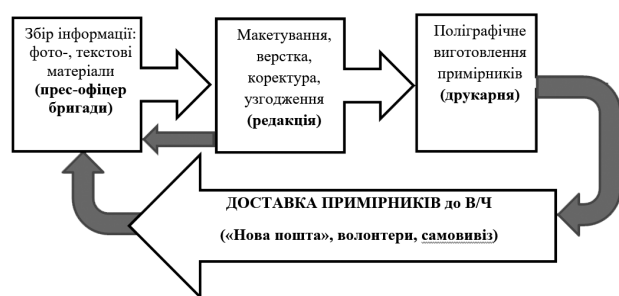 Збір інформації:
фото-, текстові
матеріали
(прес-офіцер
бригади)
Макетування,
верстка,
коректура,
узгодження
(редакція)
Поліграфічне
виготовлення
примірників
(друкарня)
ДОСТАВКА ПРИМІРНИКІВ до В/Ч
(«Нова пошта», волонтери, самовивіз)